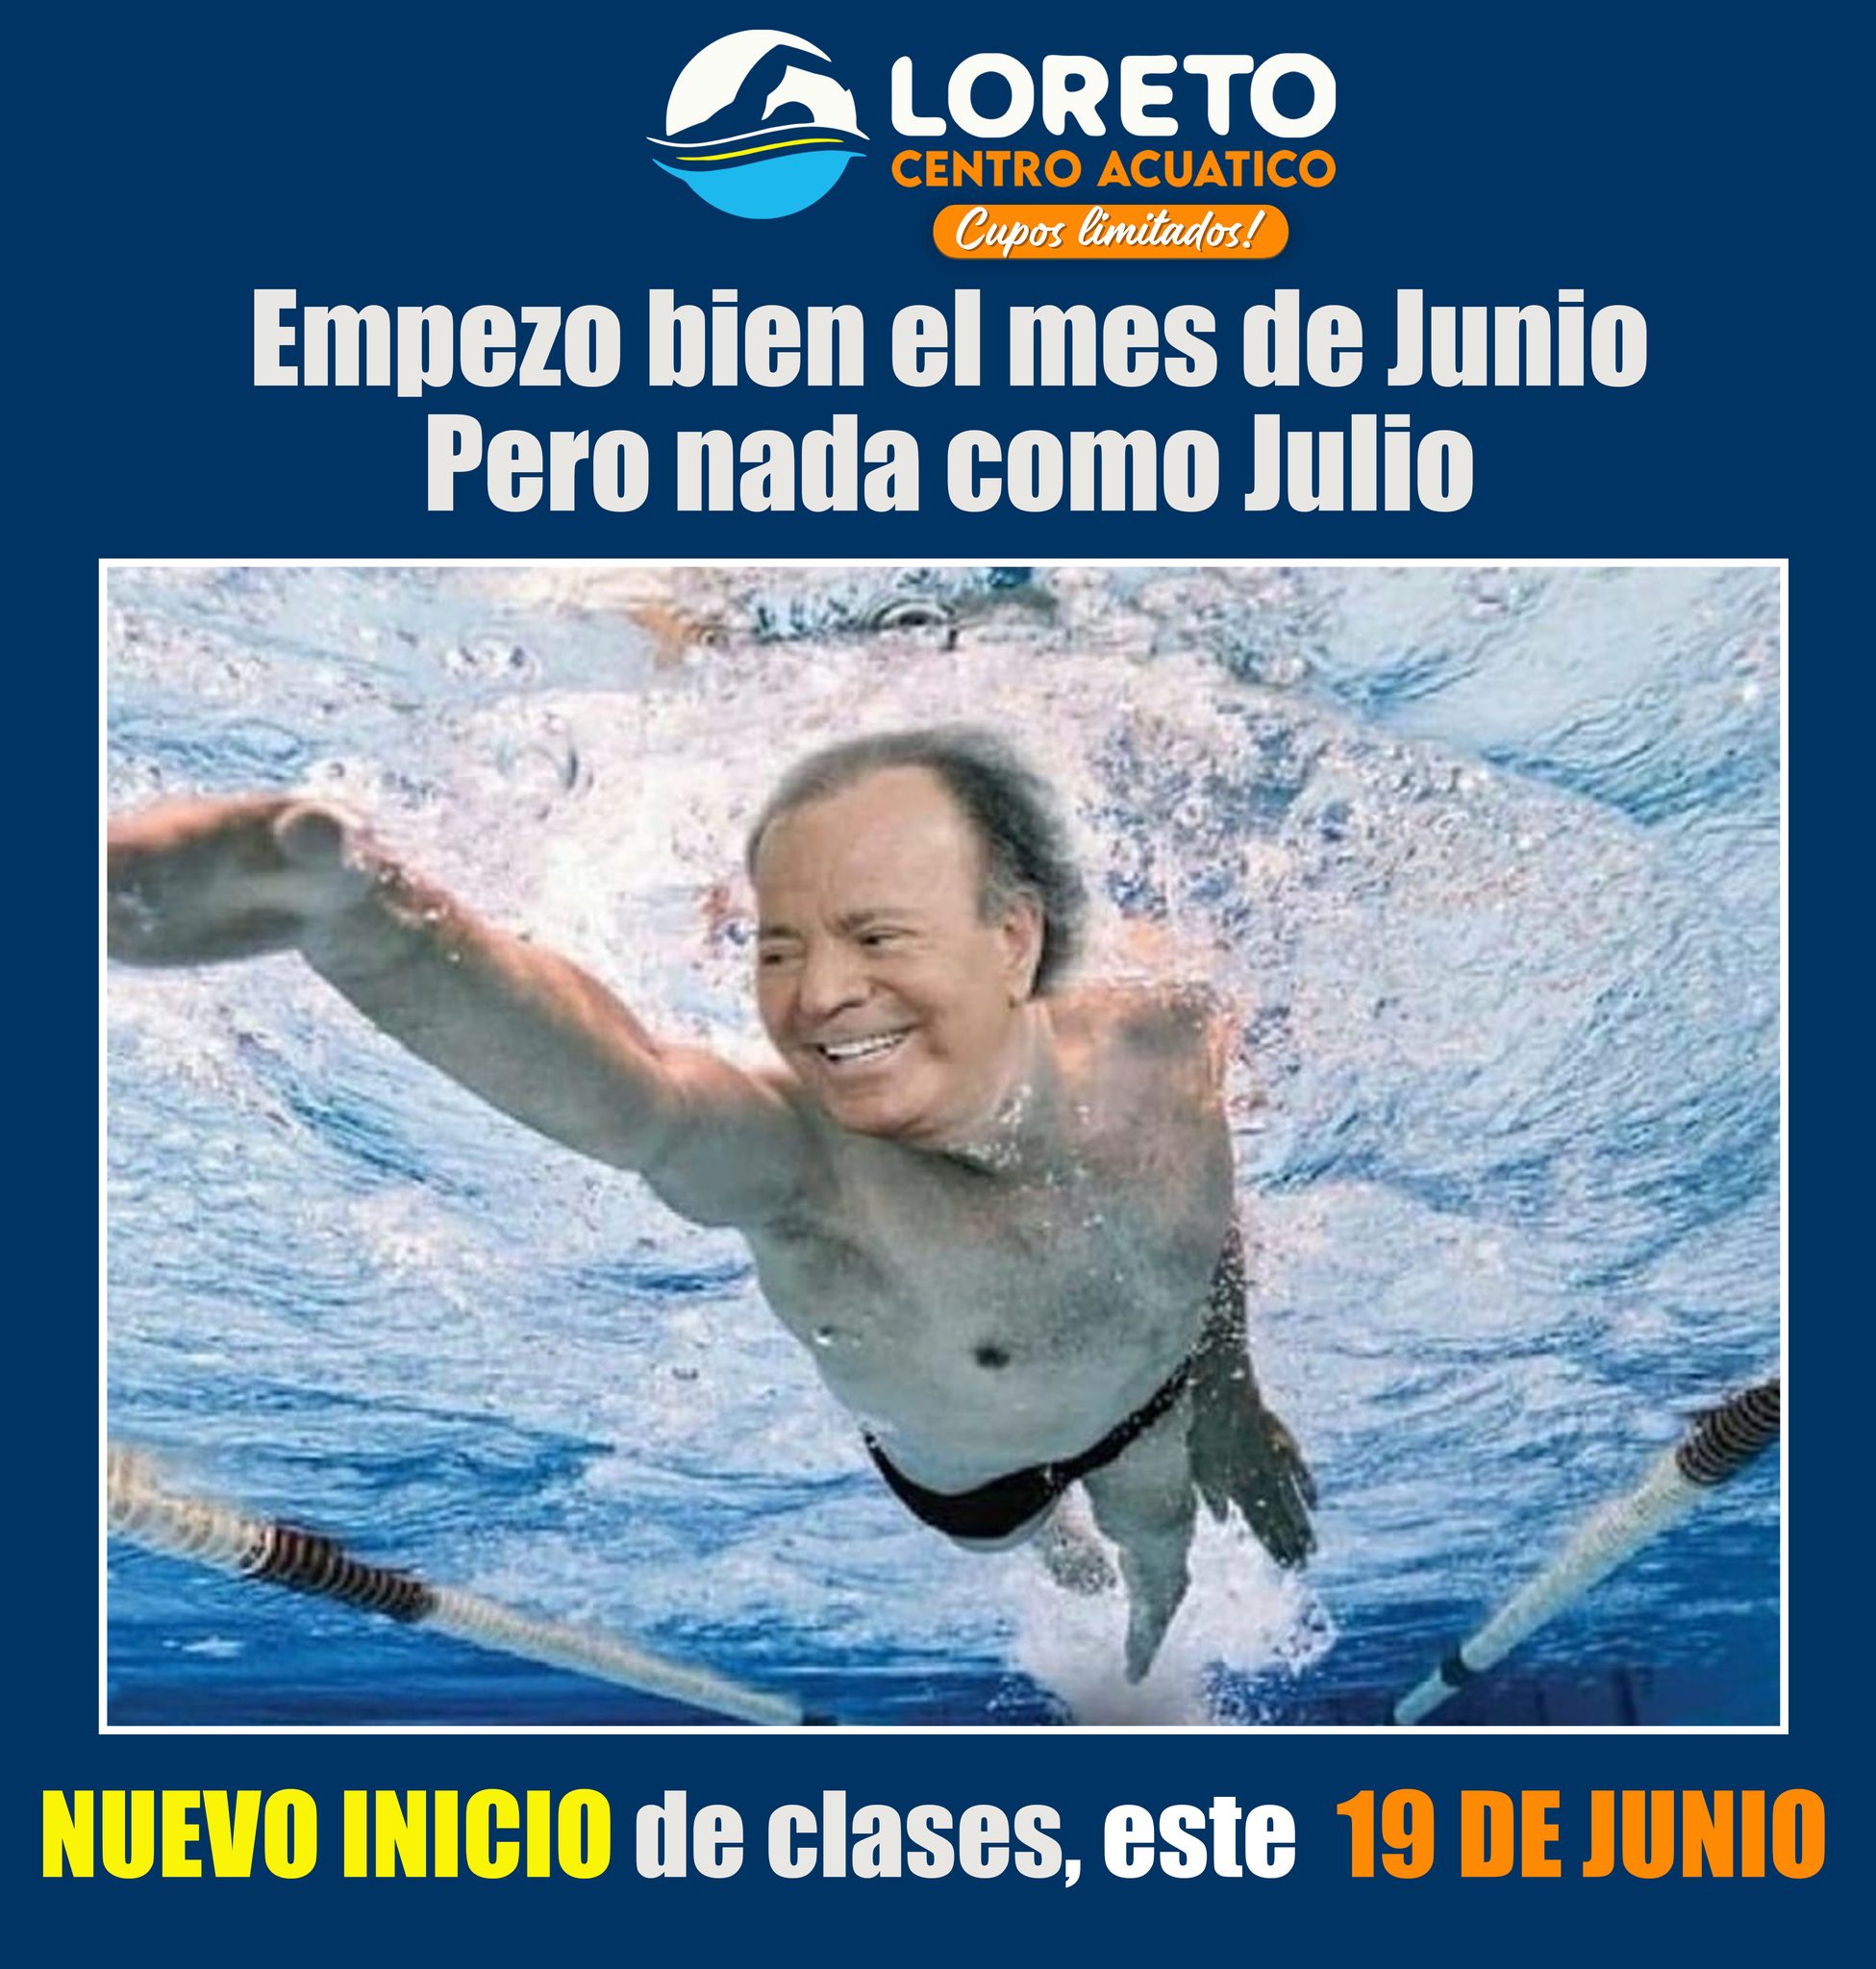 LORETO
CENTRO ACUATICO
Cupos limitados!
Empezo bien el mes de Junio
Pero nada como Julio
NUEVO INICIO de clases, este 19 DE JUNIO